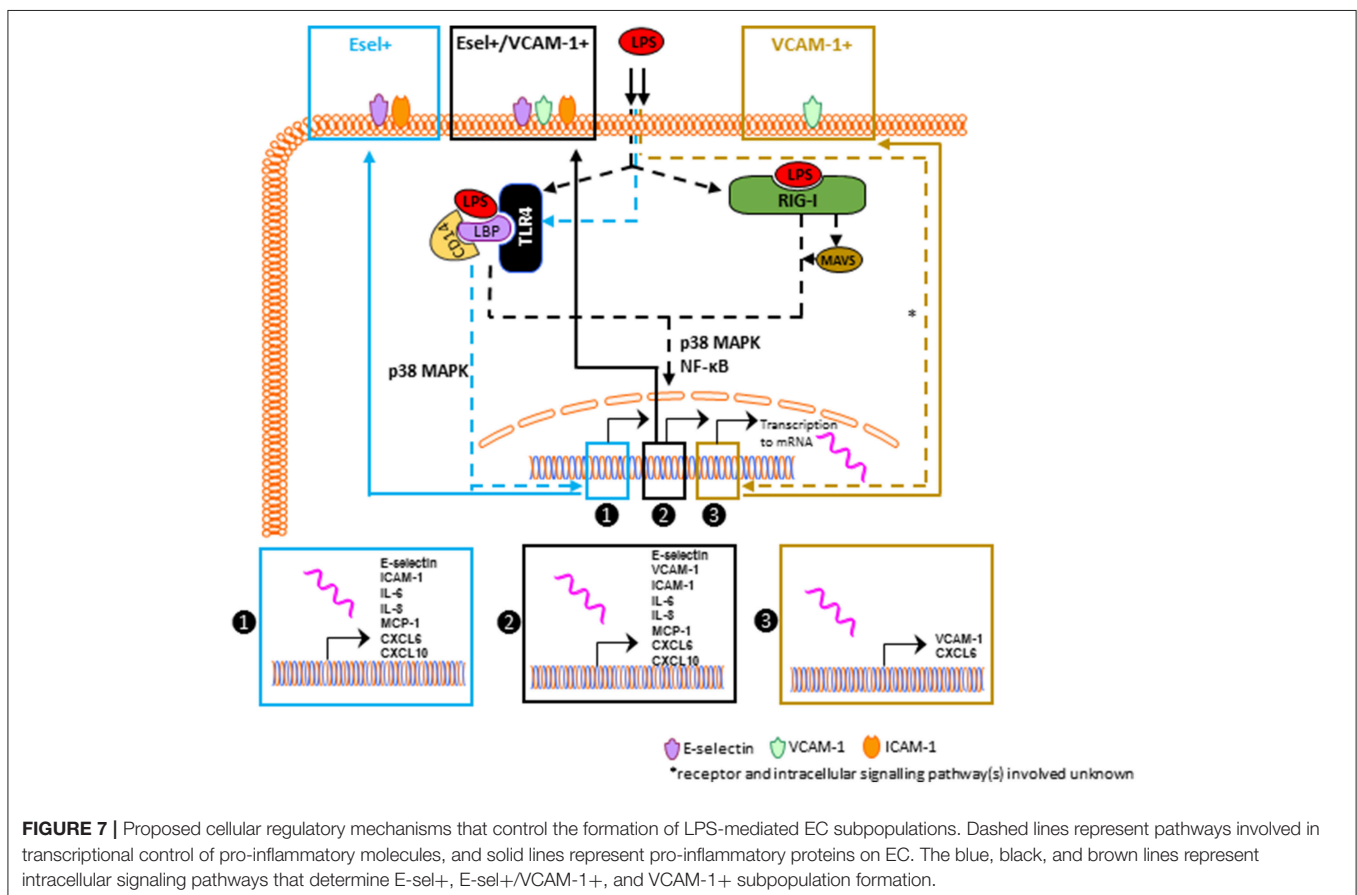 Esel+
Esel+/VCAM-1+
LPS
VCAM-1+
LPS
CD14
LBP
TLR4
LPS
RIG-I
MAVS
*
p38 MAPK
p38 MAPK
NF-κB
Transcription
to mRNA
1
2
3
1
E-selectin
ICAM-1
IL-6
IL-8
MCP-1
CXCL6
CXCL10
2
E-selectin
VCAM-1
ICAM-1
IL-6
IL-8
MCP-1
CXCL6
CXCL10
3
VCAM-1
CXCL6
E-selectin VCAM-1 ICAM-1
*receptor and intracellular signalling pathway(s) involved unknown
FIGURE 7 | Proposed cellular regulatory mechanisms that control the formation of LPS-mediated EC subpopulations. Dashed lines represent pathways involved in
transcriptional control of pro-inflammatory molecules, and solid lines represent pro-inflammatory proteins on EC. The blue, black, and brown lines represent
intracellular signaling pathways that determine E-sel+, E-sel+/VCAM-1+, and VCAM-1+ subpopulation formation.